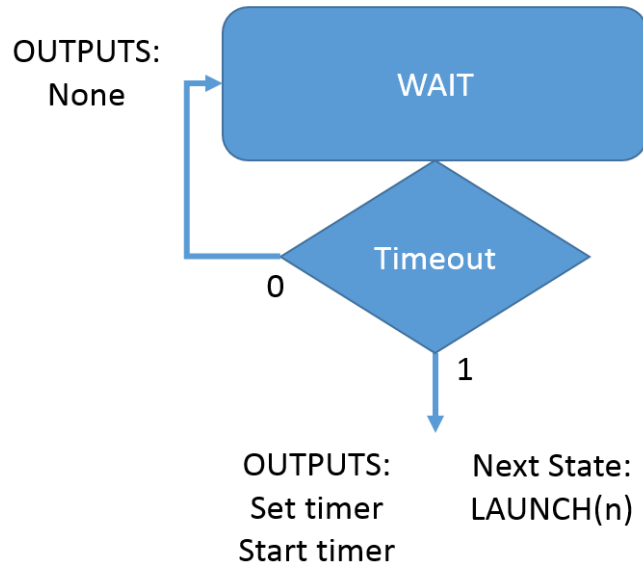 OUTPUTS:
None
WAIT
Timeout
0
1
OUTPUTS:
Set timer
Start timer
Next State:
LAUNCH(n)